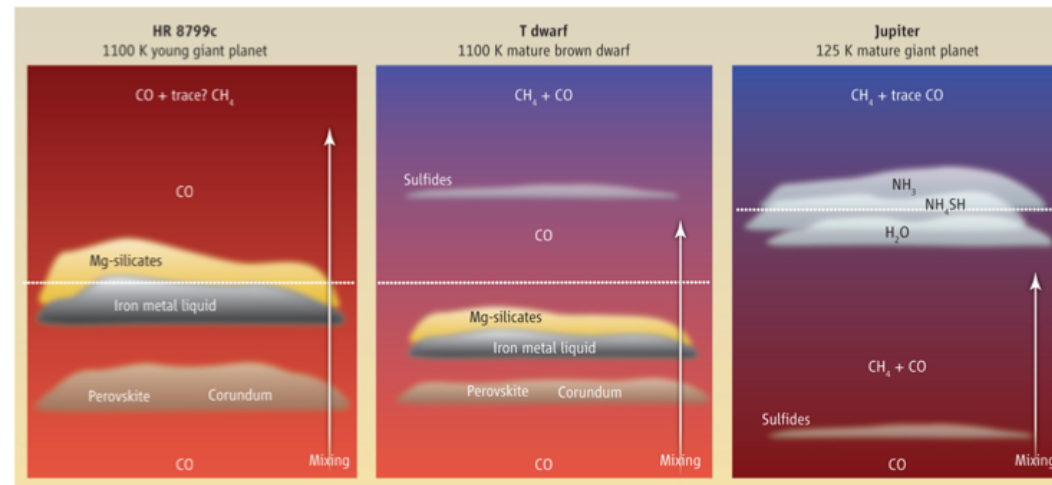 HR 8799c
1100 K young giant planet
CO + trace? CH₄
CO
Mg-silicates
Iron metal liquid
Perovskite
Corundum
CO
Mixing
T dwarf
1100 K mature brown dwarf
CH₄ + CO
Sulfides
CO
Mg-silicates
Iron metal liquid
Perovskite
Corundum
CO
Mixing
Jupiter
125 K mature giant planet
CH₄ + trace CO
NH₃
NH₄SH
H₂O
CH₄ + CO
Sulfides
CO
Mixing